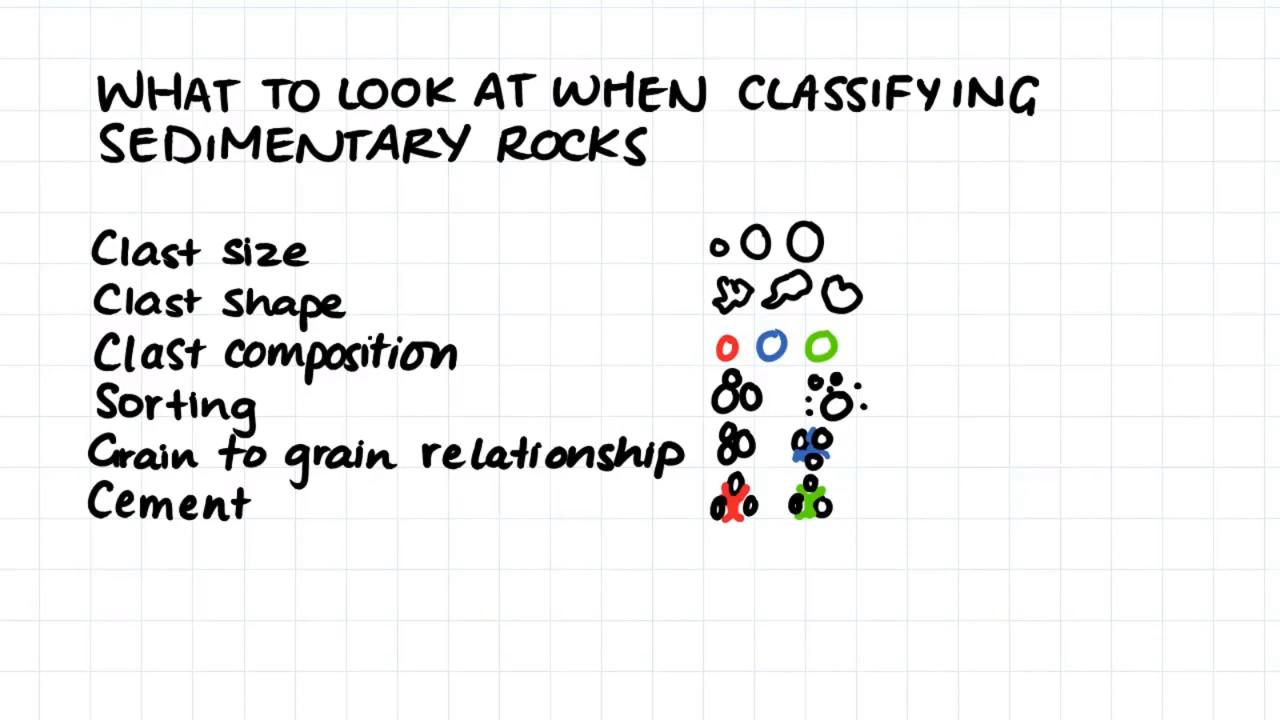 WHAT TO LOOK AT WHEN CLASSIFYING
SEDIMENTARY ROCKS
Clast size
Clast shape
Clast composition
Sorting
Grain to grain relationship
Cement